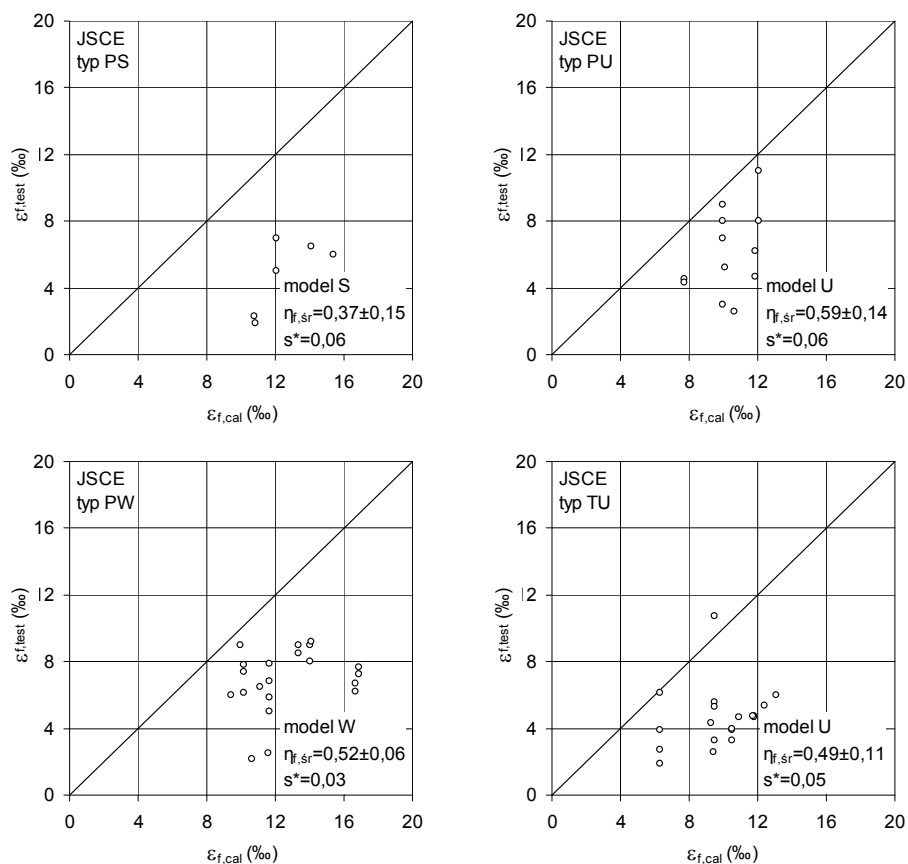 20
16
12
8
4
0
εf,test (‰)
JSCE
typ PS
model S
ηf,śr=0,37±0,15
s*=0,06
0 4 8 12 16 20
εf,cal (‰)
20
16
12
8
4
0
εf,test (‰)
JSCE
typ PU
model U
ηf,śr=0,59±0,14
s*=0,06
0 4 8 12 16 20
εf,cal (‰)
20
16
12
8
4
0
εf,test (‰)
JSCE
typ PW
model W
ηf,śr=0,52±0,06
s*=0,03
0 4 8 12 16 20
εf,cal (‰)
20
16
12
8
4
0
εf,test (‰)
JSCE
typ TU
model U
ηf,śr=0,49±0,11
s*=0,05
0 4 8 12 16 20
εf,cal (‰)